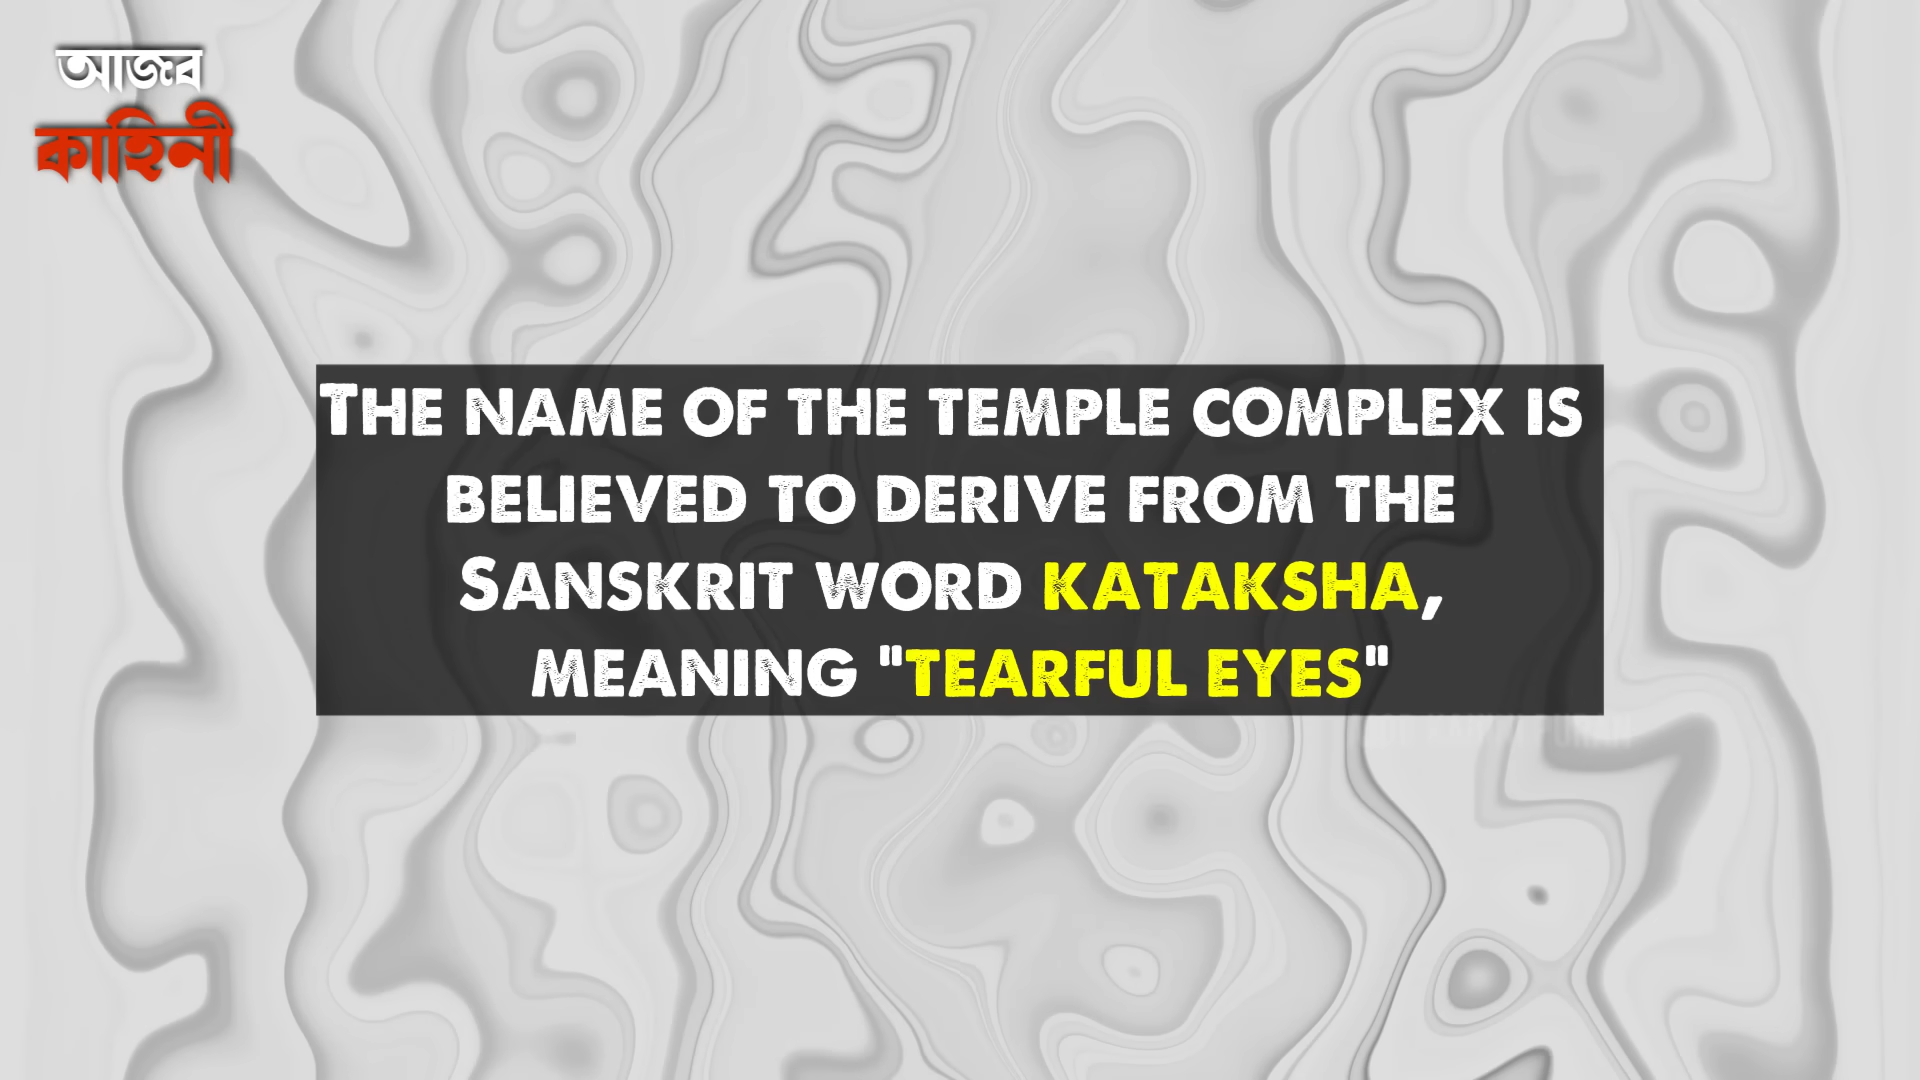 আজব
কাহিনী
The name of the temple complex is
believed to derive from the
Sanskrit word kataksha,
meaning "tearful eyes"